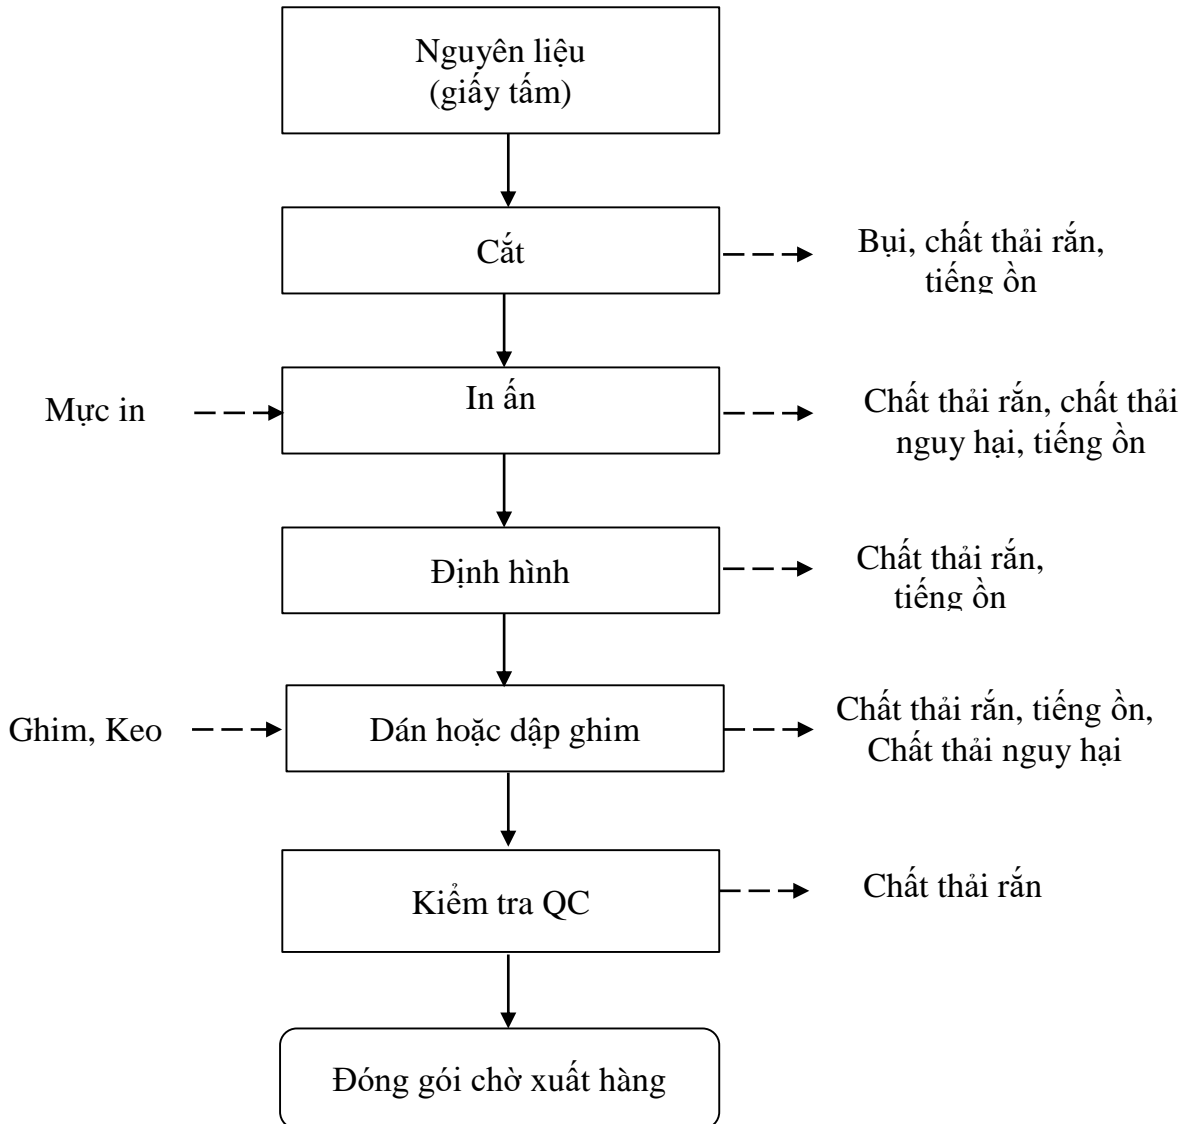 Nguyên liệu
(giấy tấm)
Cắt
Bụi, chất thải rắn,
tiếng ồn
Mực in
In ấn
Chất thải rắn, chất thải
nguy hại, tiếng ồn
Định hình
Chất thải rắn,
tiếng ồn
Ghim, Keo
Dán hoặc dập ghim
Chất thải rắn, tiếng ồn,
Chất thải nguy hại
Kiểm tra QC
Chất thải rắn
Đóng gói chờ xuất hàng